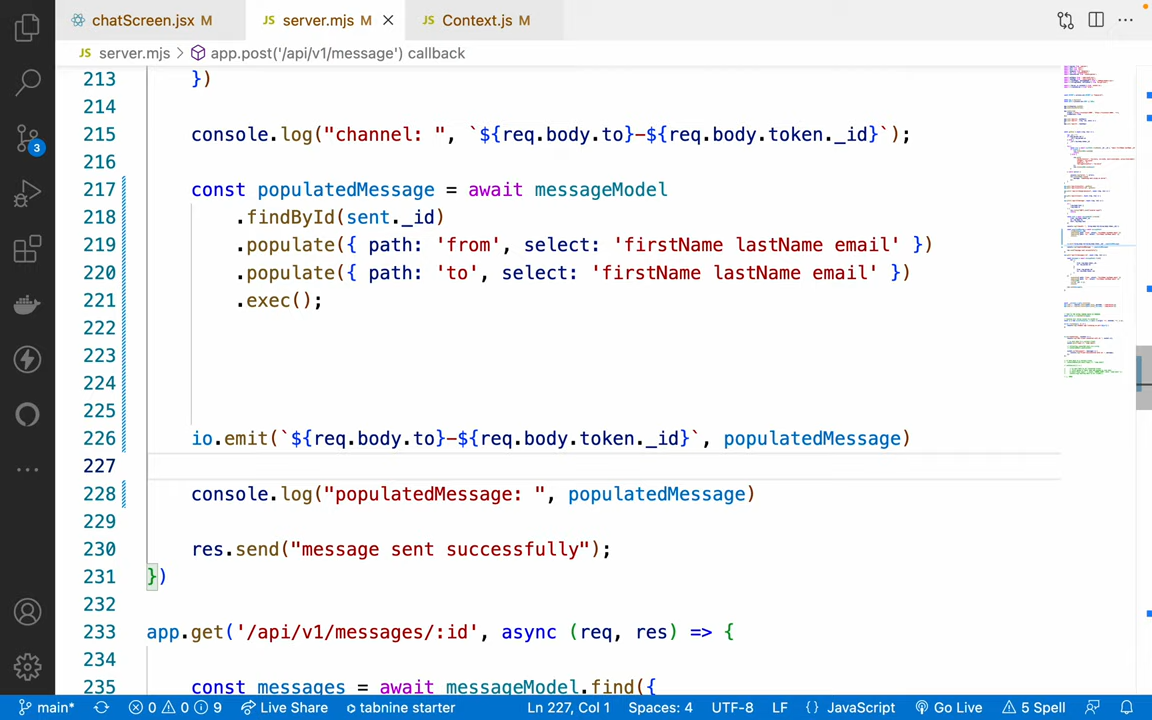 chatScreen.jsx M
JS server.mjs M
JS Context.js M
JS server.mjs > app.post('/api/v1/message') callback
213 })
214
215 console.log("channel: ", `${req.body.to}-${req.body.token._id}`);
216
217 const populatedMessage = await messageModel
218 .findById(sent._id)
219 .populate({ path: 'from', select: 'firstName lastName email' })
220 .populate({ path: 'to', select: 'firstName lastName email' })
221 .exec();
222
223
224
225
226 io.emit(`${req.body.to}-${req.body.token._id}`, populatedMessage)
227
228 console.log("populatedMessage: ", populatedMessage)
229
230 res.send("message sent successfully");
231 })
232
233 app.get('/api/v1/messages/:id', async (req, res) => {
234
235 const messages = await messageModel.find({
3
main* 0 0 9 Live Share tabnine starter Ln 227, Col 1 Spaces: 4 UTF-8 LF {} JavaScript Go Live 5 Spell